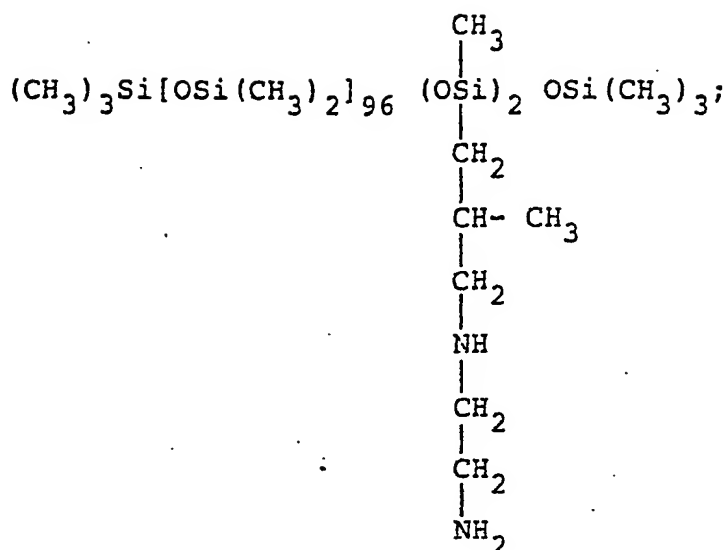 CH3
(CH3)3Si[OSi(CH3)2]96 (OSi)2 OSi(CH3)3;
CH2
CH- CH3
CH2
NH
CH2
CH2
NH2